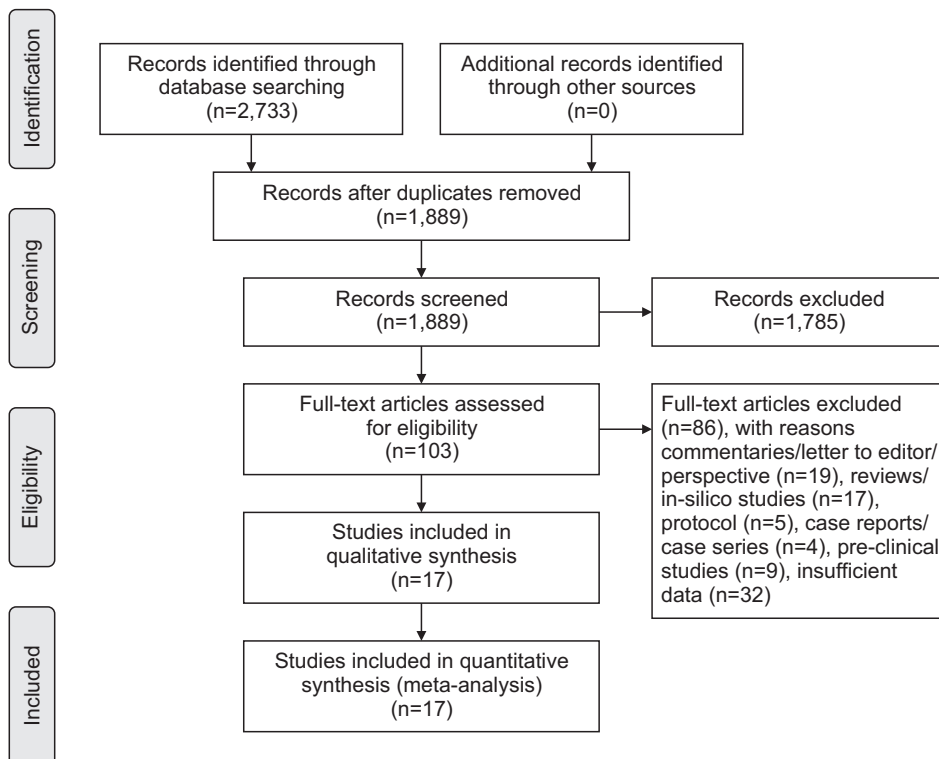 Identification
Records identified through
database searching
(n=2,733)
Additional records identified
through other sources
(n=0)
Records after duplicates removed
(n=1,889)
Screening
Records screened
(n=1,889)
Records excluded
(n=1,785)
Eligibility
Full-text articles assessed
for eligibility
(n=103)
Full-text articles excluded
(n=86), with reasons
commentaries/letter to editor/
perspective (n=19), reviews/
in-silico studies (n=17),
protocol (n=5), case reports/
case series (n=4), pre-clinical
studies (n=9), insufficient
data (n=32)
Studies included in
qualitative synthesis
(n=17)
Included
Studies included in quantitative
synthesis (meta-analysis)
(n=17)